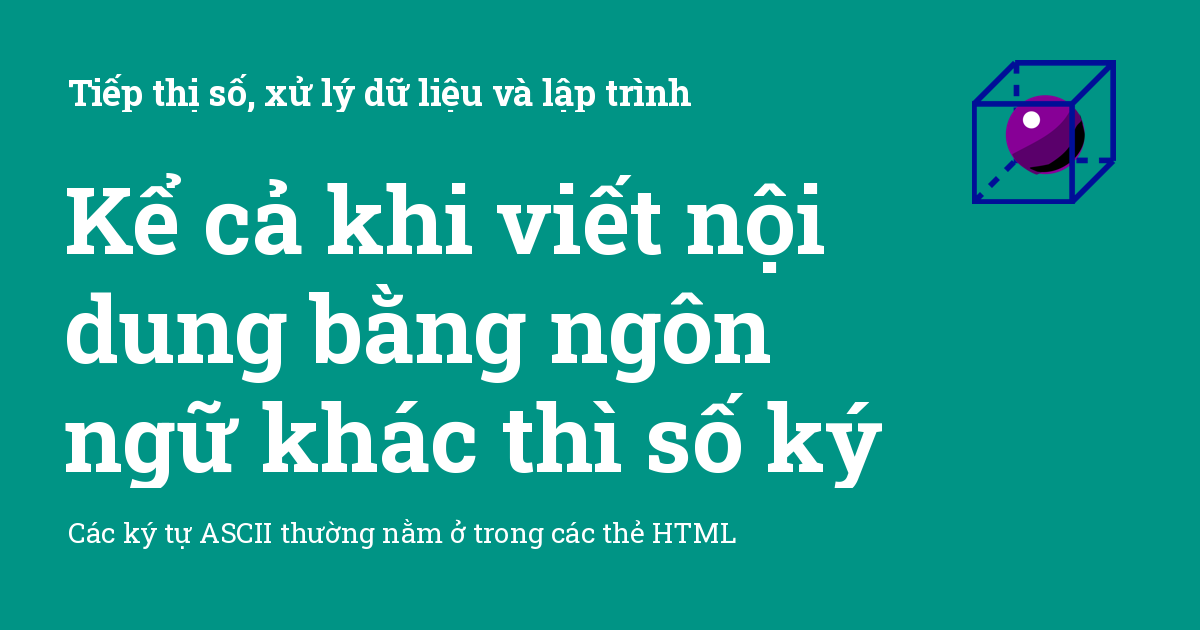 Tiếp thị số, xử lý dữ liệu và lập trình
Kể cả khi viết nội
dung bằng ngôn
ngữ khác thì số ký
Các ký tự ASCII thường nằm ở trong các thẻ HTML